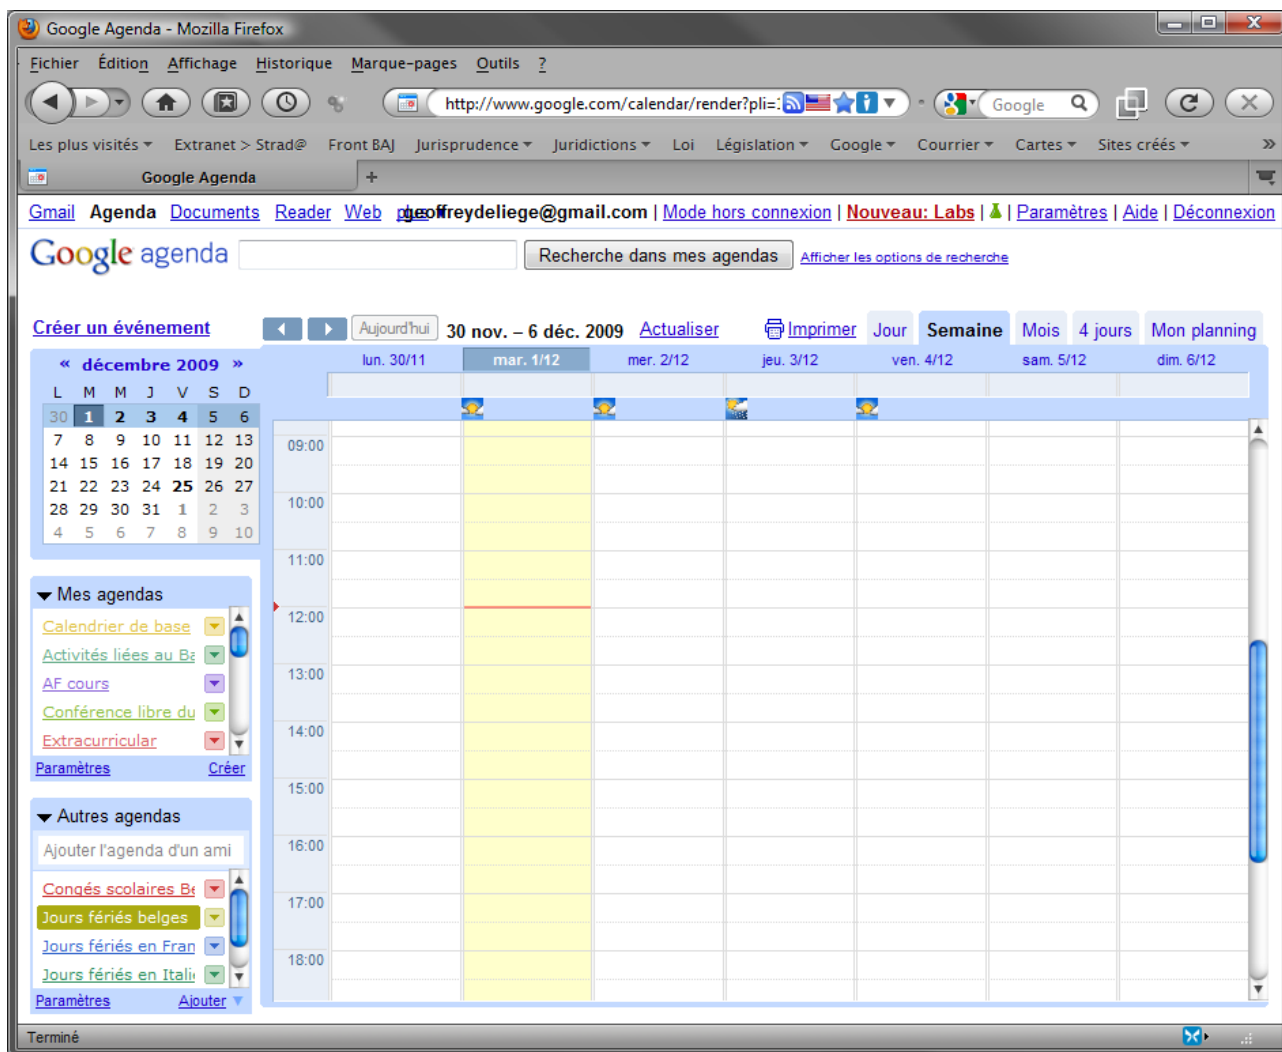 Google Agenda - Mozilla Firefox
Fichier Édition Affichage Historique Marque-pages Outils ?
http://www.google.com/calendar/render?pli=: Google
Les plus visités Extranet > Strad@ Front BAJ Jurisprudence Juridictions Loi Législation Google Courrier Cartes Sites créés »
Google Agenda +
Gmail Agenda Documents Reader Web geoffreydeliege@gmail.com | Mode hors connexion | Nouveau: Labs | | Paramètres | Aide | Déconnexion
Google agenda Recherche dans mes agendas Afficher les options de recherche
Créer un événement Aujourd'hui 30 nov. – 6 déc. 2009 Actualiser Imprimer Jour Semaine Mois 4 jours Mon planning
« décembre 2009 » lun. 30/11 mar. 1/12 mer. 2/12 jeu. 3/12 ven. 4/12 sam. 5/12 dim. 6/12
L M M J V S D
30 1 2 3 4 5 6
7 8 9 10 11 12 13
14 15 16 17 18 19 20
21 22 23 24 25 26 27
28 29 30 31 1 2 3
4 5 6 7 8 9 10
09:00
10:00
11:00
12:00
13:00
14:00
15:00
16:00
17:00
18:00
Mes agendas
Calendrier de base
Activités liées au Ba
AF cours
Conférence libre du
Extracurricular
Paramètres Créer
Autres agendas
Ajouter l'agenda d'un ami
Congés scolaires Be
Jours fériés belges
Jours fériés en Fran
Jours fériés en Itali
Paramètres Ajouter
Terminé